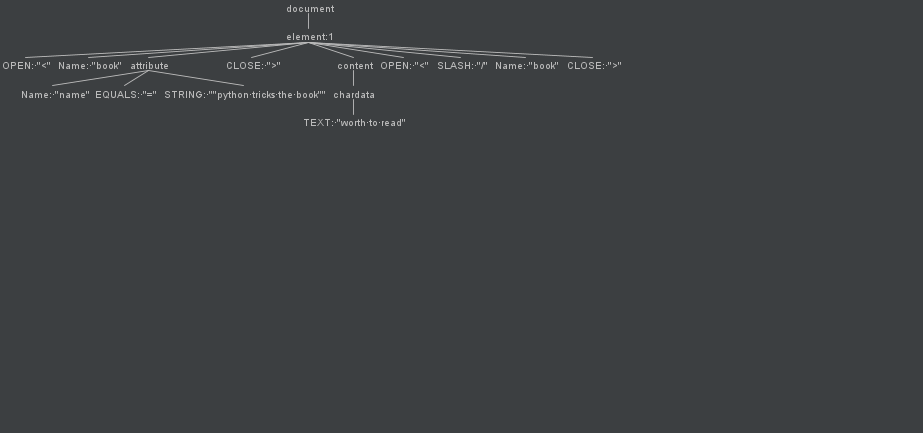 document
element:1
OPEN:·"<" Name:·"book" attribute CLOSE:·">" content OPEN:·"<" SLASH:·"/" Name:·"book" CLOSE:·">"
Name:·"name" EQUALS:·"=" STRING:·""python·tricks·the·book"" chardata
TEXT:·"worth·to·read"